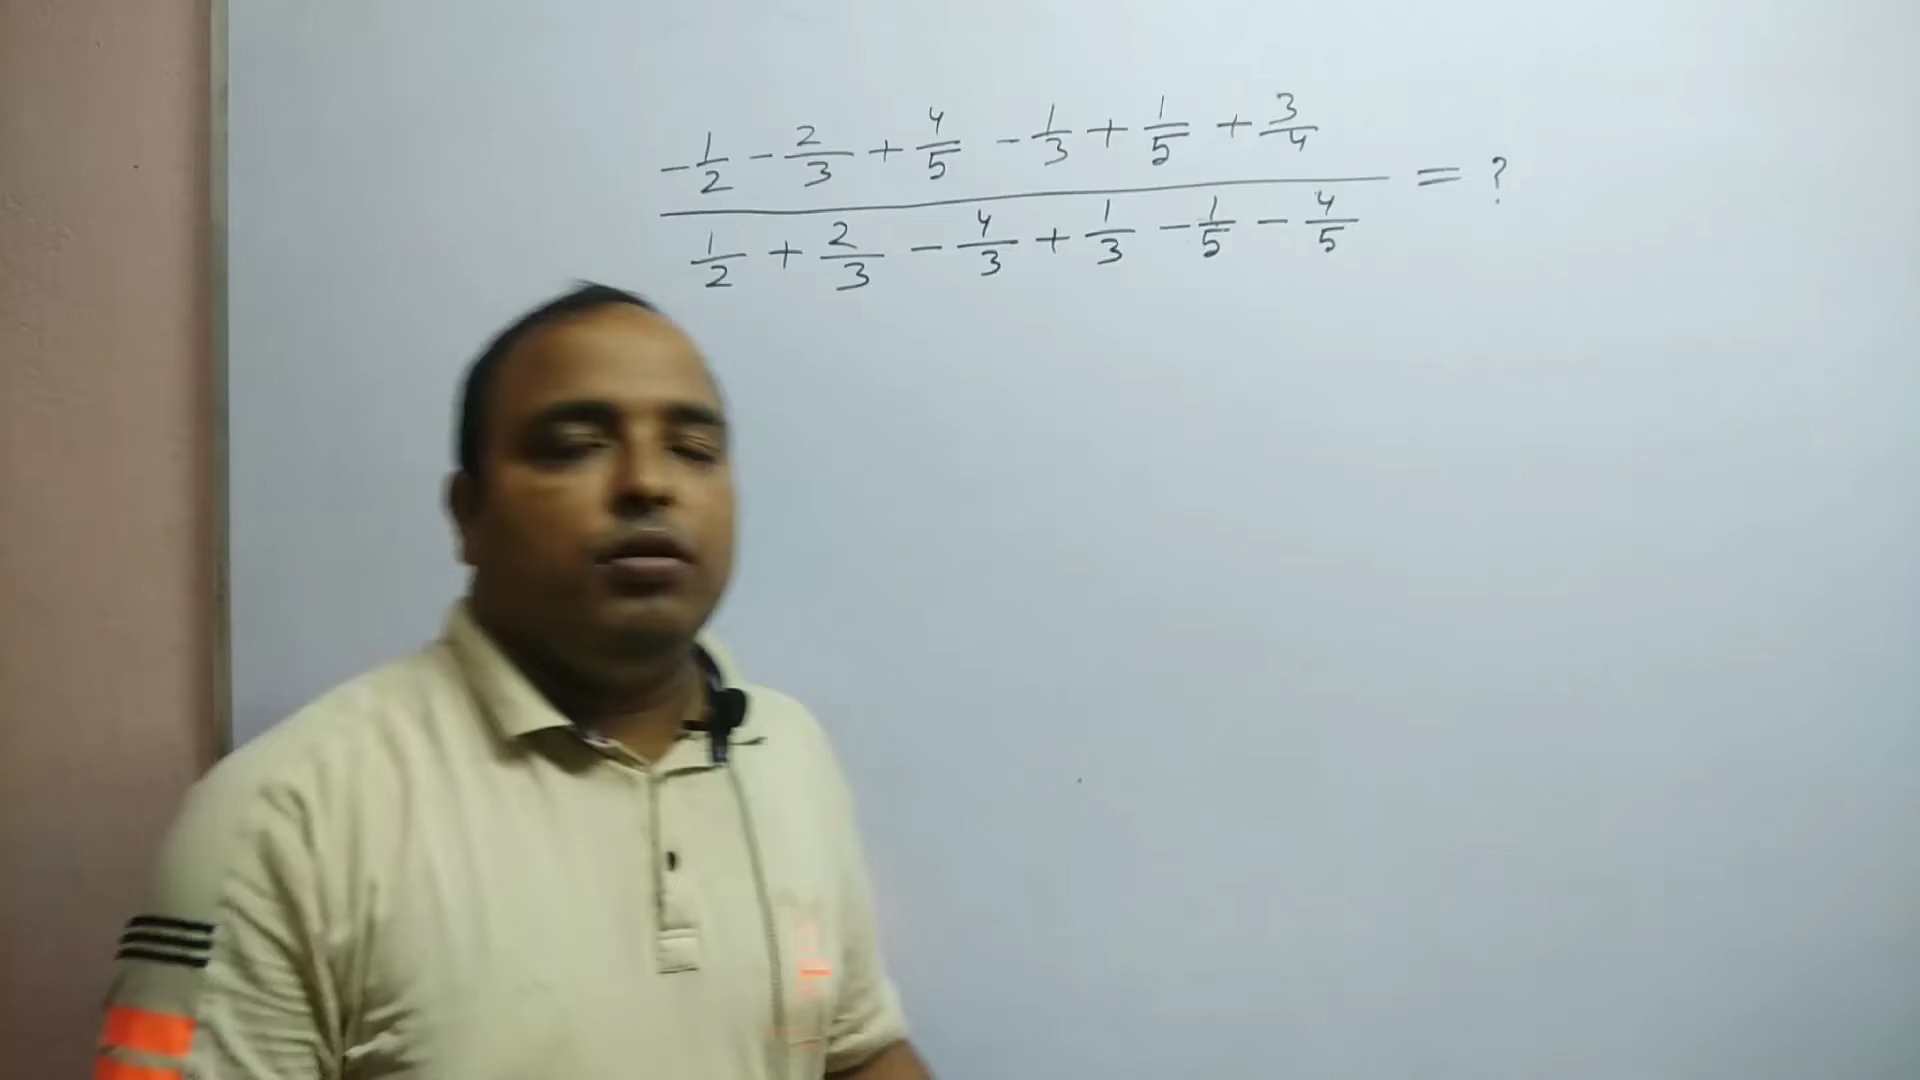 -1/2 - 2/3 + 4/5 - 1/3 + 1/5 + 3/4
1/2 + 2/3 - 4/3 + 1/3 - 1/5 - 4/5 = ?